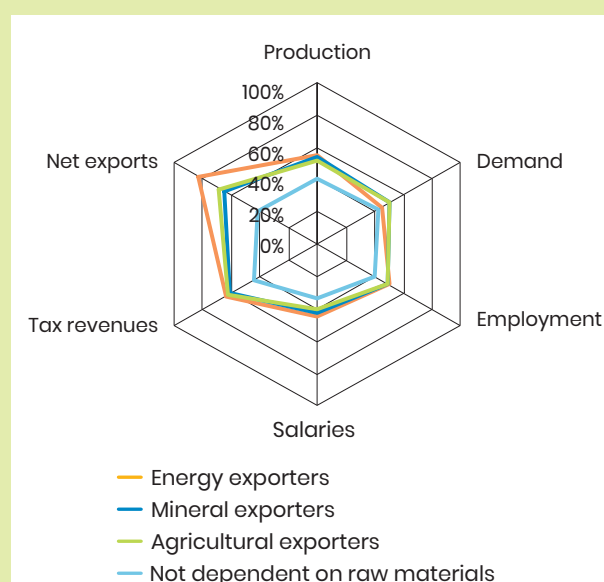 Production
100%
80%
Net exports
Demand
60%
40%
20%
0%
Tax revenues
Employment
Salaries
Energy exporters
Mineral exporters
Agricultural exporters
Not dependent on raw materials